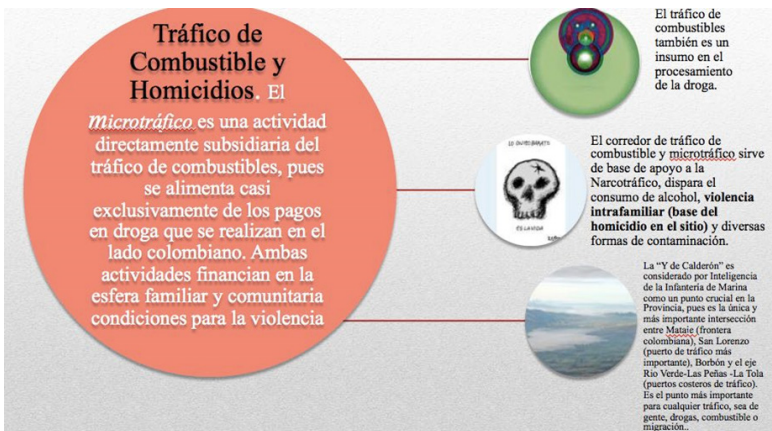 Tráfico de
Combustible y
Homicidios. El
microtráfico es una actividad
directamente subsidiaria del
tráfico de combustibles, pues
se alimenta casi
exclusivamente de los pagos
en droga que se realizan en el
lado colombiano. Ambas
actividades financian en la
esfera familiar y comunitaria
condiciones para la violencia
El tráfico de
combustibles
también es un
insumo en el
procesamiento
de la droga.
LO ÚNICO BARATO
ES LA VIDA
El corredor de tráfico de
combustible y microtráfico sirve
de base de apoyo a la
Narcotráfico, dispara el
consumo de alcohol, violencia
intrafamiliar (base del
homicidio en el sitio) y diversas
formas de contaminación.
La "Y de Calderón" es
considerado por Inteligencia
de la Infantería de Marina
como un punto crucial en la
Provincia, pues es la única y
más importante intersección
entre Mataje (frontera
colombiana), San Lorenzo
(puerto de tráfico más
importante), Borbón y el eje
Rio Verde-Las Peñas -La Tola
(puertos costeros de tráfico).
Es el punto más importante
para cualquier tráfico, sea de
gente, drogas, combustible o
migración..